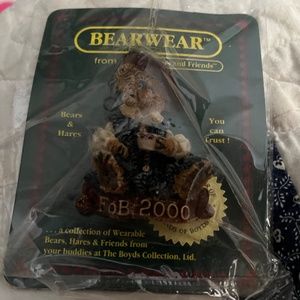 BEARWEAR™
from and Friends™
Bears
& Hares
You
can
Trust!
FoB 2000
. . . a collection of Wearable
Bears, Hares & Friends from
your buddies at The Boyds Collection, Ltd.